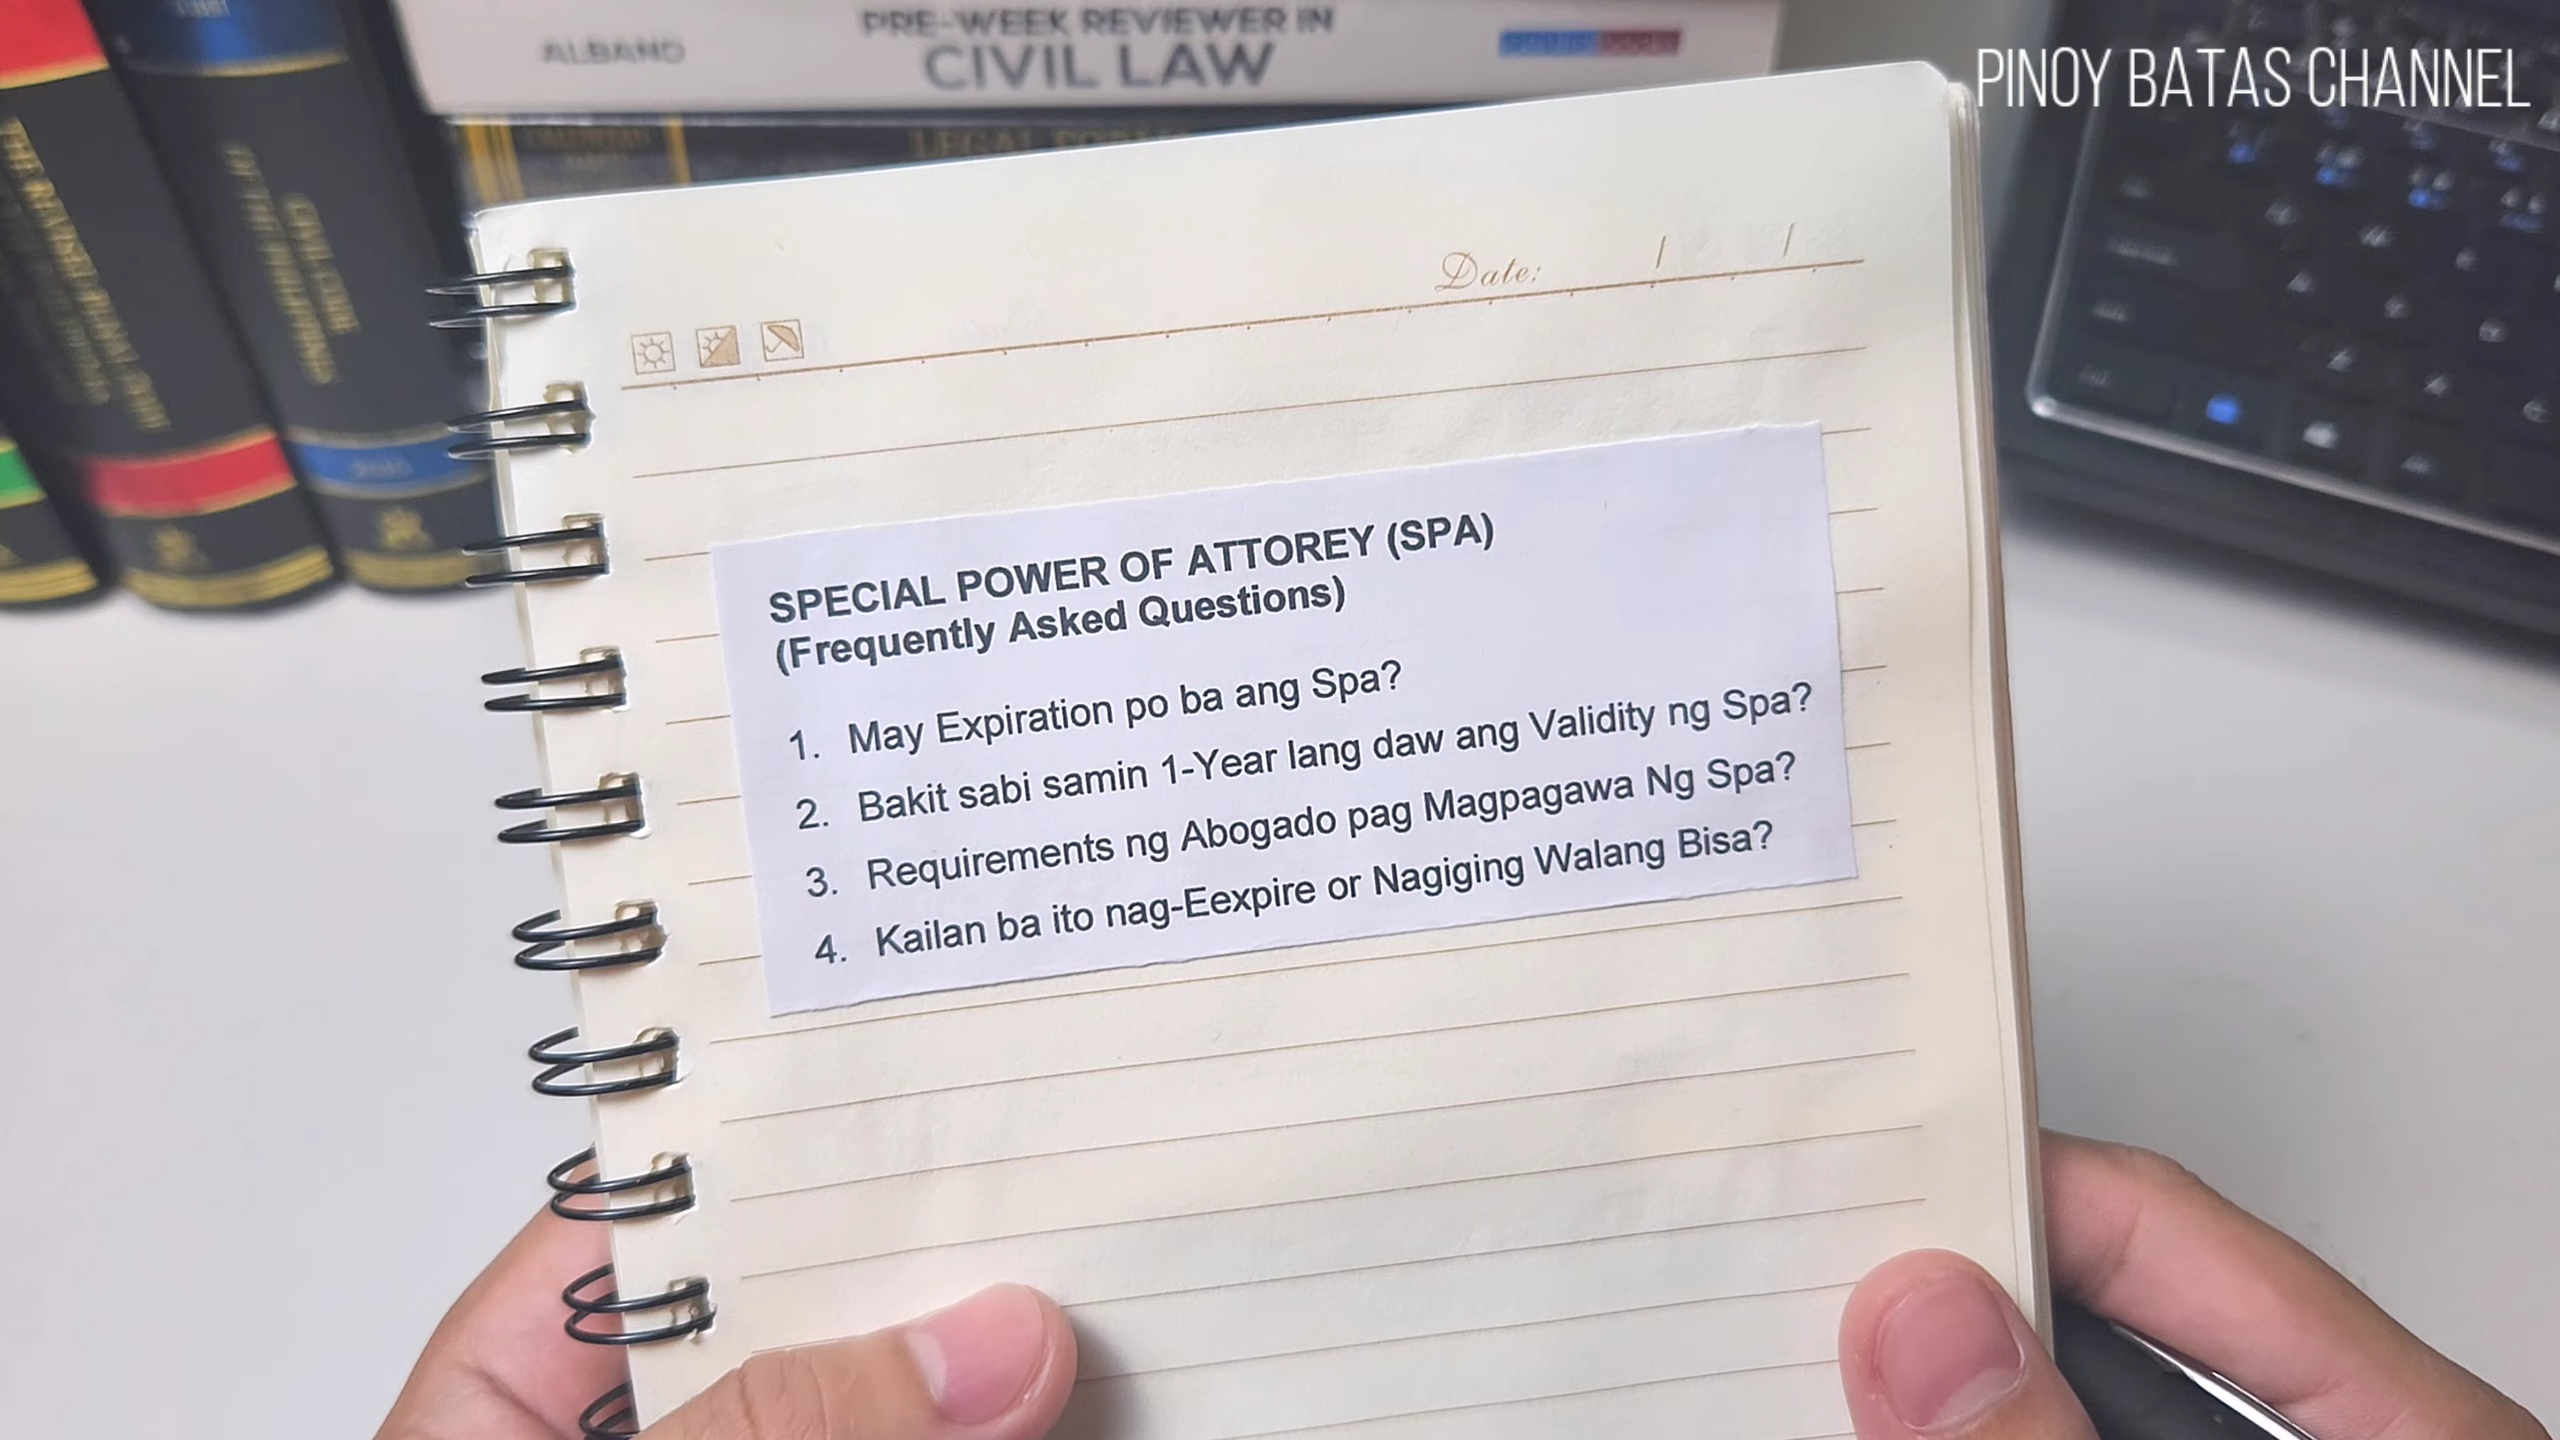 PRE-WEEK REVIEWER IN
ALBANO
CIVIL LAW
PINOY BATAS CHANNEL
Date: / /
SPECIAL POWER OF ATTOREY (SPA)
(Frequently Asked Questions)
1. May Expiration po ba ang Spa?
2. Bakit sabi samin 1-Year lang daw ang Validity ng Spa?
3. Requirements ng Abogado pag Magpagawa Ng Spa?
4. Kailan ba ito nag-Eexpire or Nagiging Walang Bisa?